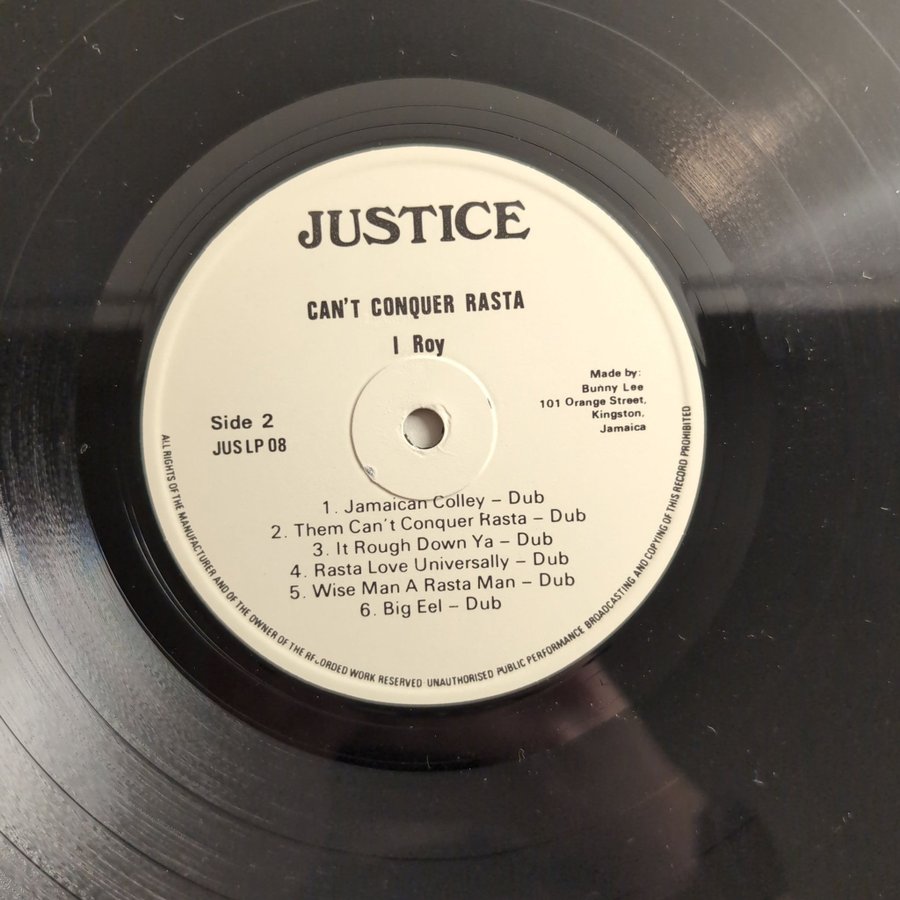 JUSTICE
CAN'T CONQUER RASTA
I Roy
Side 2
JUS LP 08
Made by:
Bunny Lee
101 Orange Street,
Kingston,
Jamaica
1. Jamaican Colley – Dub
2. Them Can't Conquer Rasta – Dub
3. It Rough Down Ya – Dub
4. Rasta Love Universally – Dub
5. Wise Man A Rasta Man – Dub
6. Big Eel – Dub
ALL RIGHTS OF THE MANUFACTURER AND OF THE OWNER OF THE RECORDED WORK RESERVED UNAUTHORISED PUBLIC PERFORMANCE BROADCASTING AND COPYING OF THIS RECORD PROHIBITED